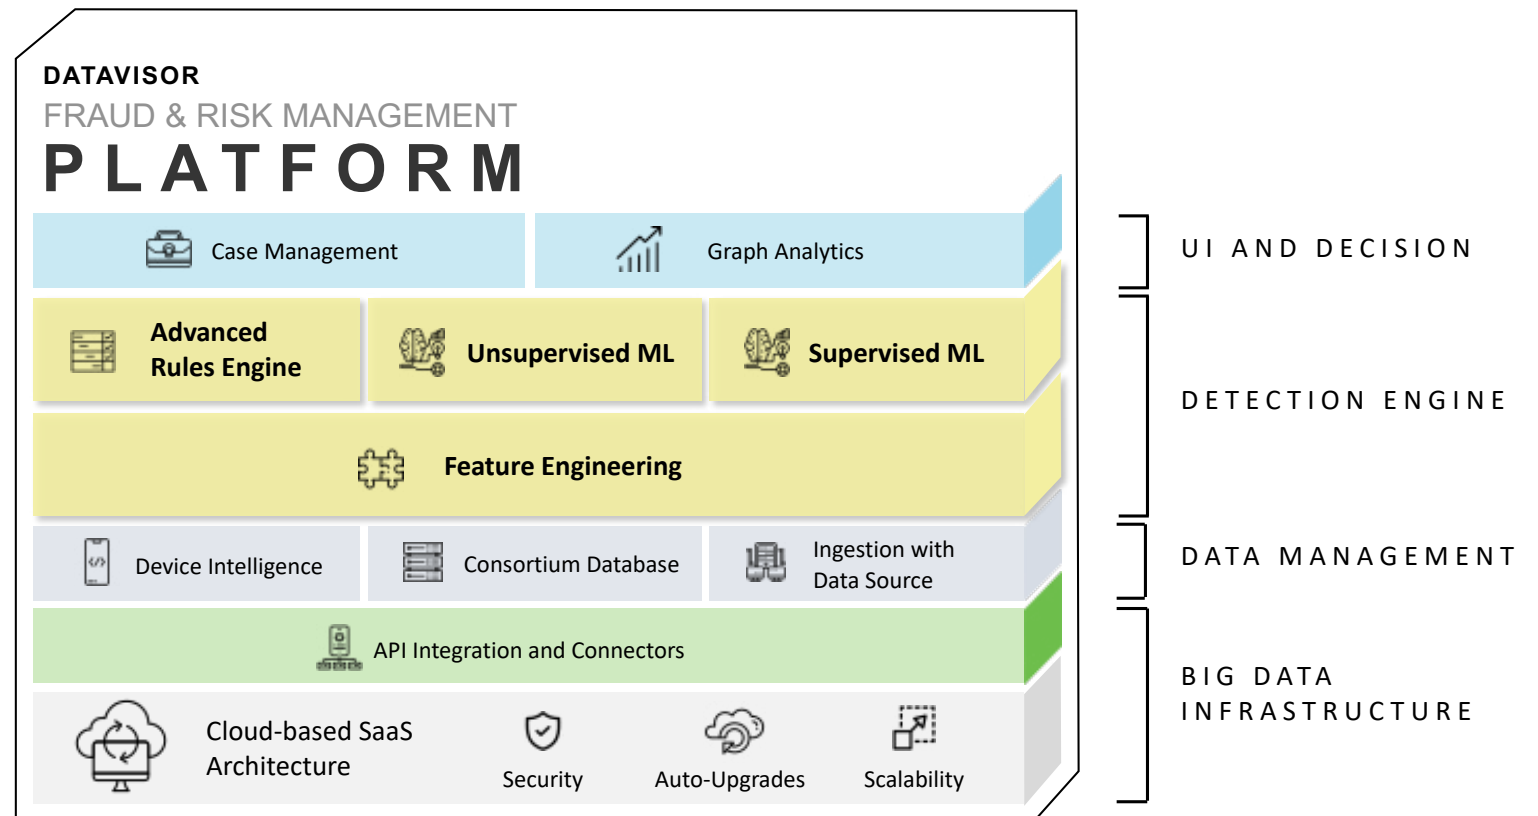 DATAVISOR
FRAUD & RISK MANAGEMENT
PLATFORM
Case Management
Graph Analytics
UI AND DECISION
Advanced
Rules Engine
Unsupervised ML
Supervised ML
DETECTION ENGINE
Feature Engineering
Device Intelligence
Consortium Database
Ingestion with
Data Source
DATA MANAGEMENT
API Integration and Connectors
BIG DATA
INFRASTRUCTURE
Cloud-based SaaS
Architecture
Security
Auto-Upgrades
Scalability